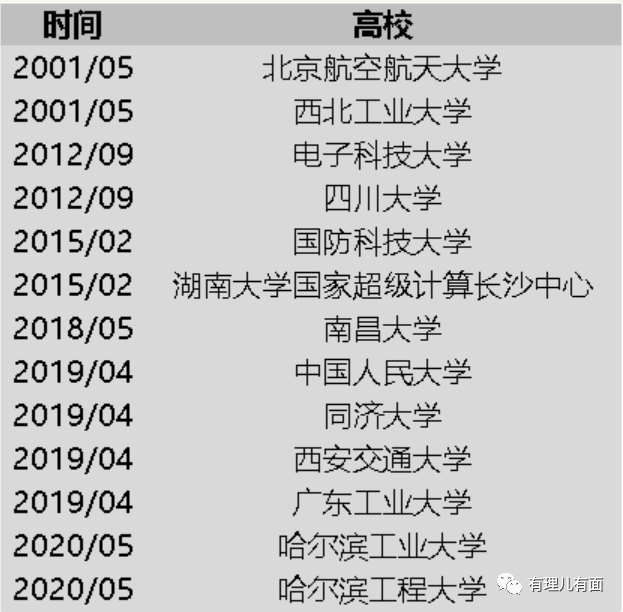 时间 高校
2001/05 北京航空航天大学
2001/05 西北工业大学
2012/09 电子科技大学
2012/09 四川大学
2015/02 国防科技大学
2015/02 湖南大学国家超级计算长沙中心
2018/05 南昌大学
2019/04 中国人民大学
2019/04 同济大学
2019/04 西安交通大学
2019/04 广东工业大学
2020/05 哈尔滨工业大学
2020/05 哈尔滨工程大学
有理儿有面